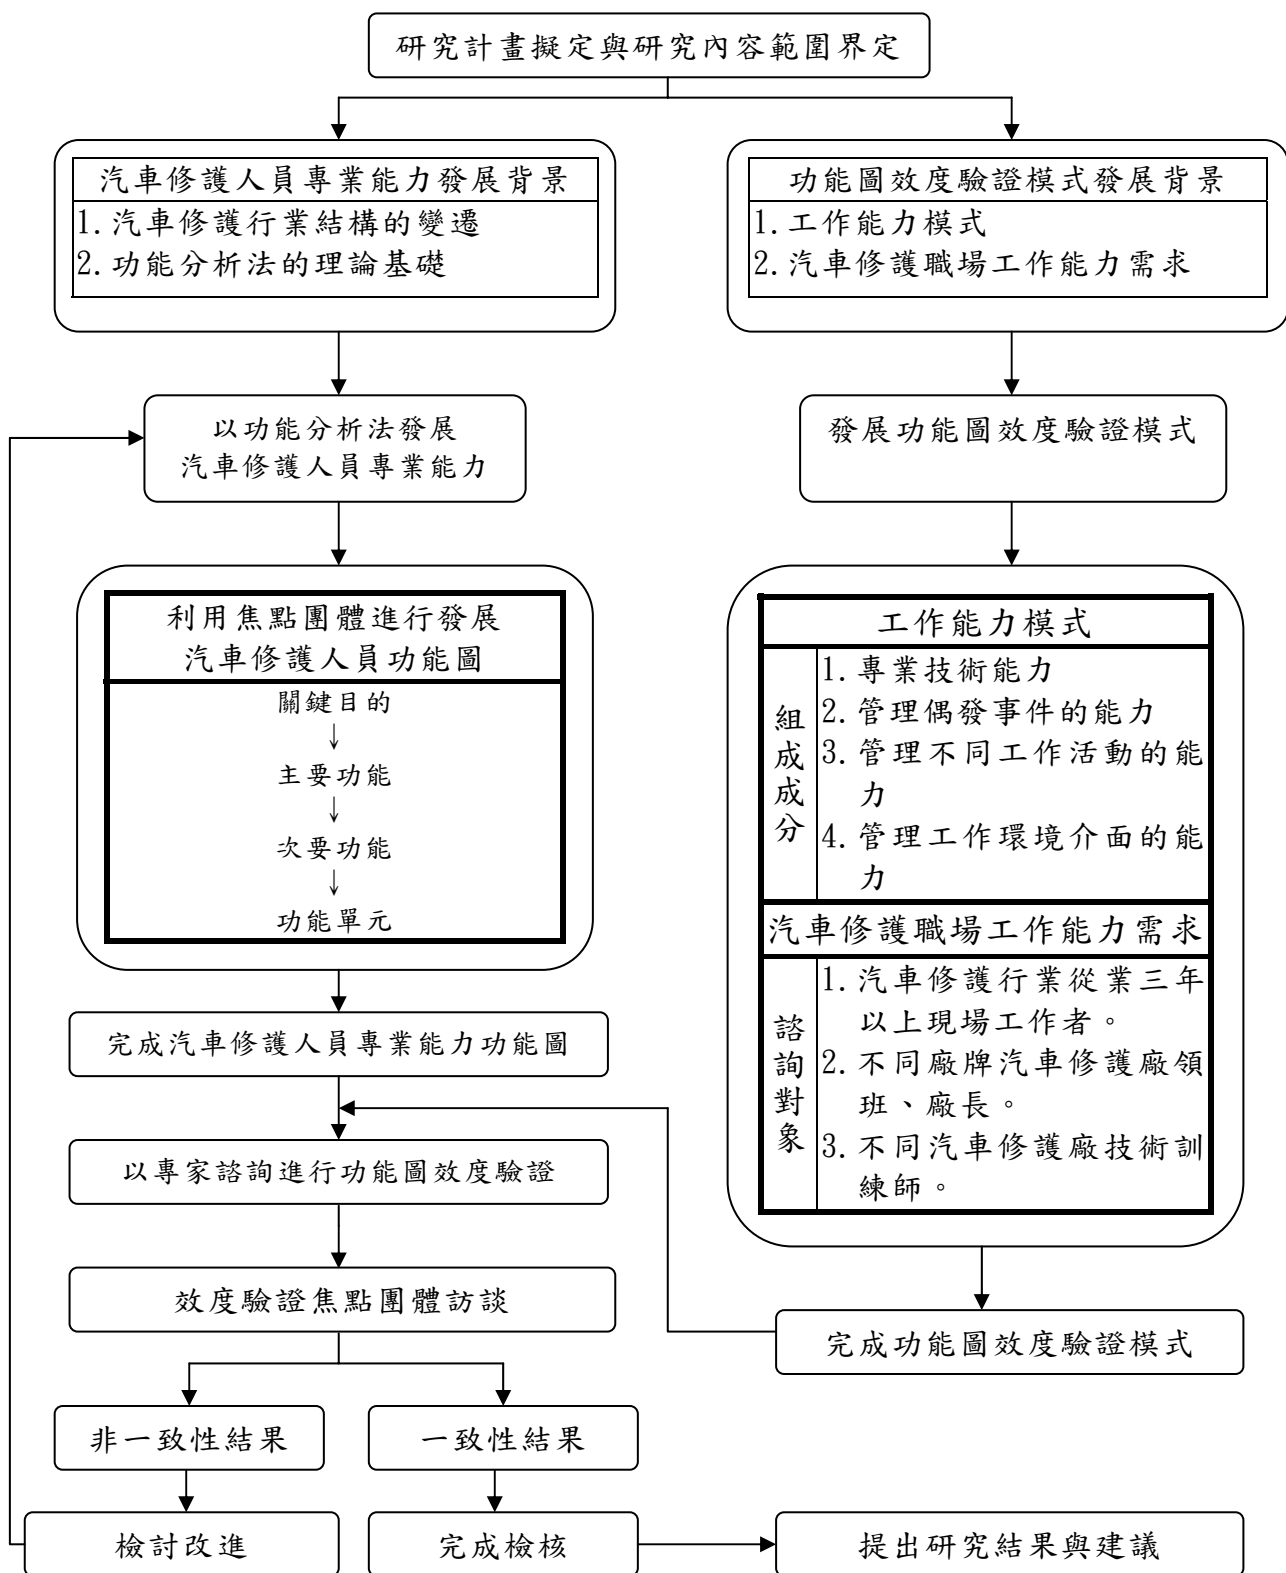 研究計畫擬定與研究內容範圍界定
汽車修護人員專業能力發展背景
1.汽車修護行業結構的變遷
2.功能分析法的理論基礎
功能圖效度驗證模式發展背景
1.工作能力模式
2.汽車修護職場工作能力需求
以功能分析法發展
汽車修護人員專業能力
發展功能圖效度驗證模式
利用焦點團體進行發展
汽車修護人員功能圖
關鍵目的
↓
主要功能
↓
次要功能
↓
功能單元
工作能力模式
組成成分
1.專業技術能力
2.管理偶發事件的能力
3.管理不同工作活動的能
力
4.管理工作環境介面的能
力
汽車修護職場工作能力需求
諮詢對象
1.汽車修護行業從業三年
以上現場工作者。
2.不同廠牌汽車修護廠領
班、廠長。
3.不同汽車修護廠技術訓
練師。
完成汽車修護人員專業能力功能圖
以專家諮詢進行功能圖效度驗證
效度驗證焦點團體訪談
完成功能圖效度驗證模式
非一致性結果
一致性結果
檢討改進
完成檢核
提出研究結果與建議